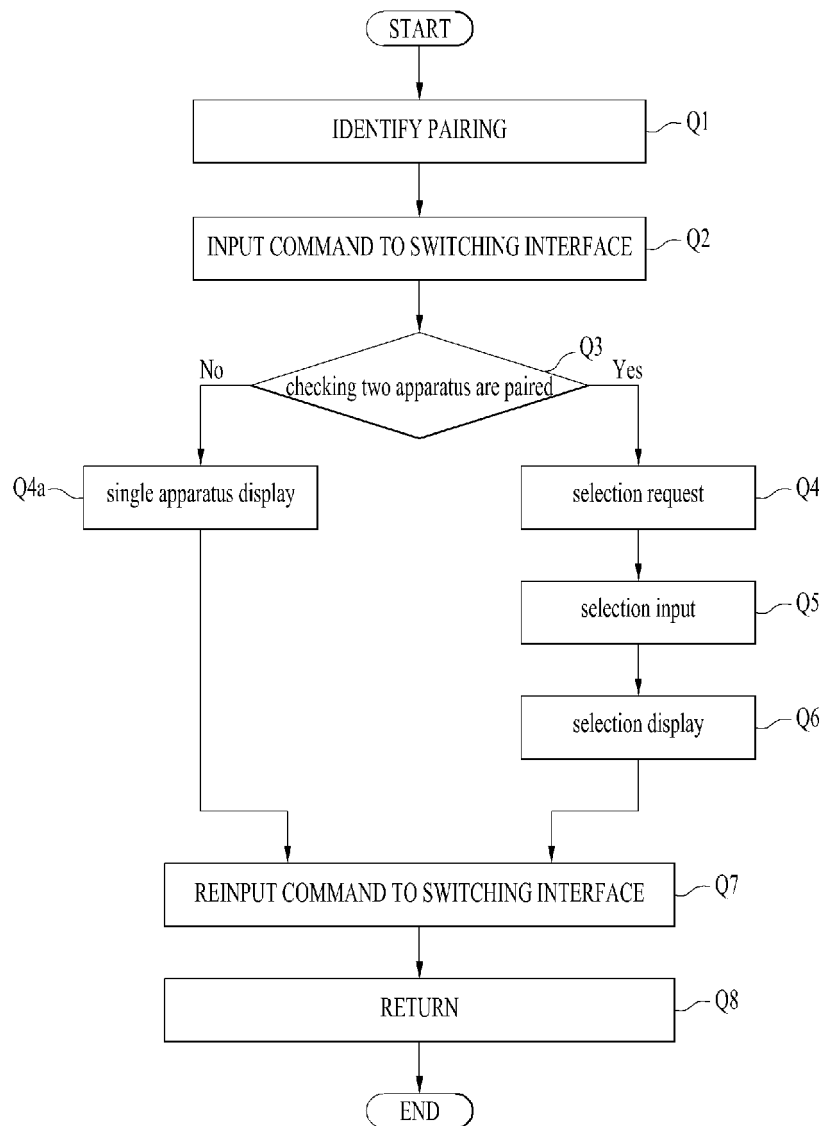 START
IDENTIFY PAIRING
Q1
INPUT COMMAND TO SWITCHING INTERFACE
Q2
Q3
No
checking two apparatus are paired
Yes
Q4a
single apparatus display
selection request
Q4
selection input
Q5
selection display
Q6
REINPUT COMMAND TO SWITCHING INTERFACE
Q7
RETURN
Q8
END